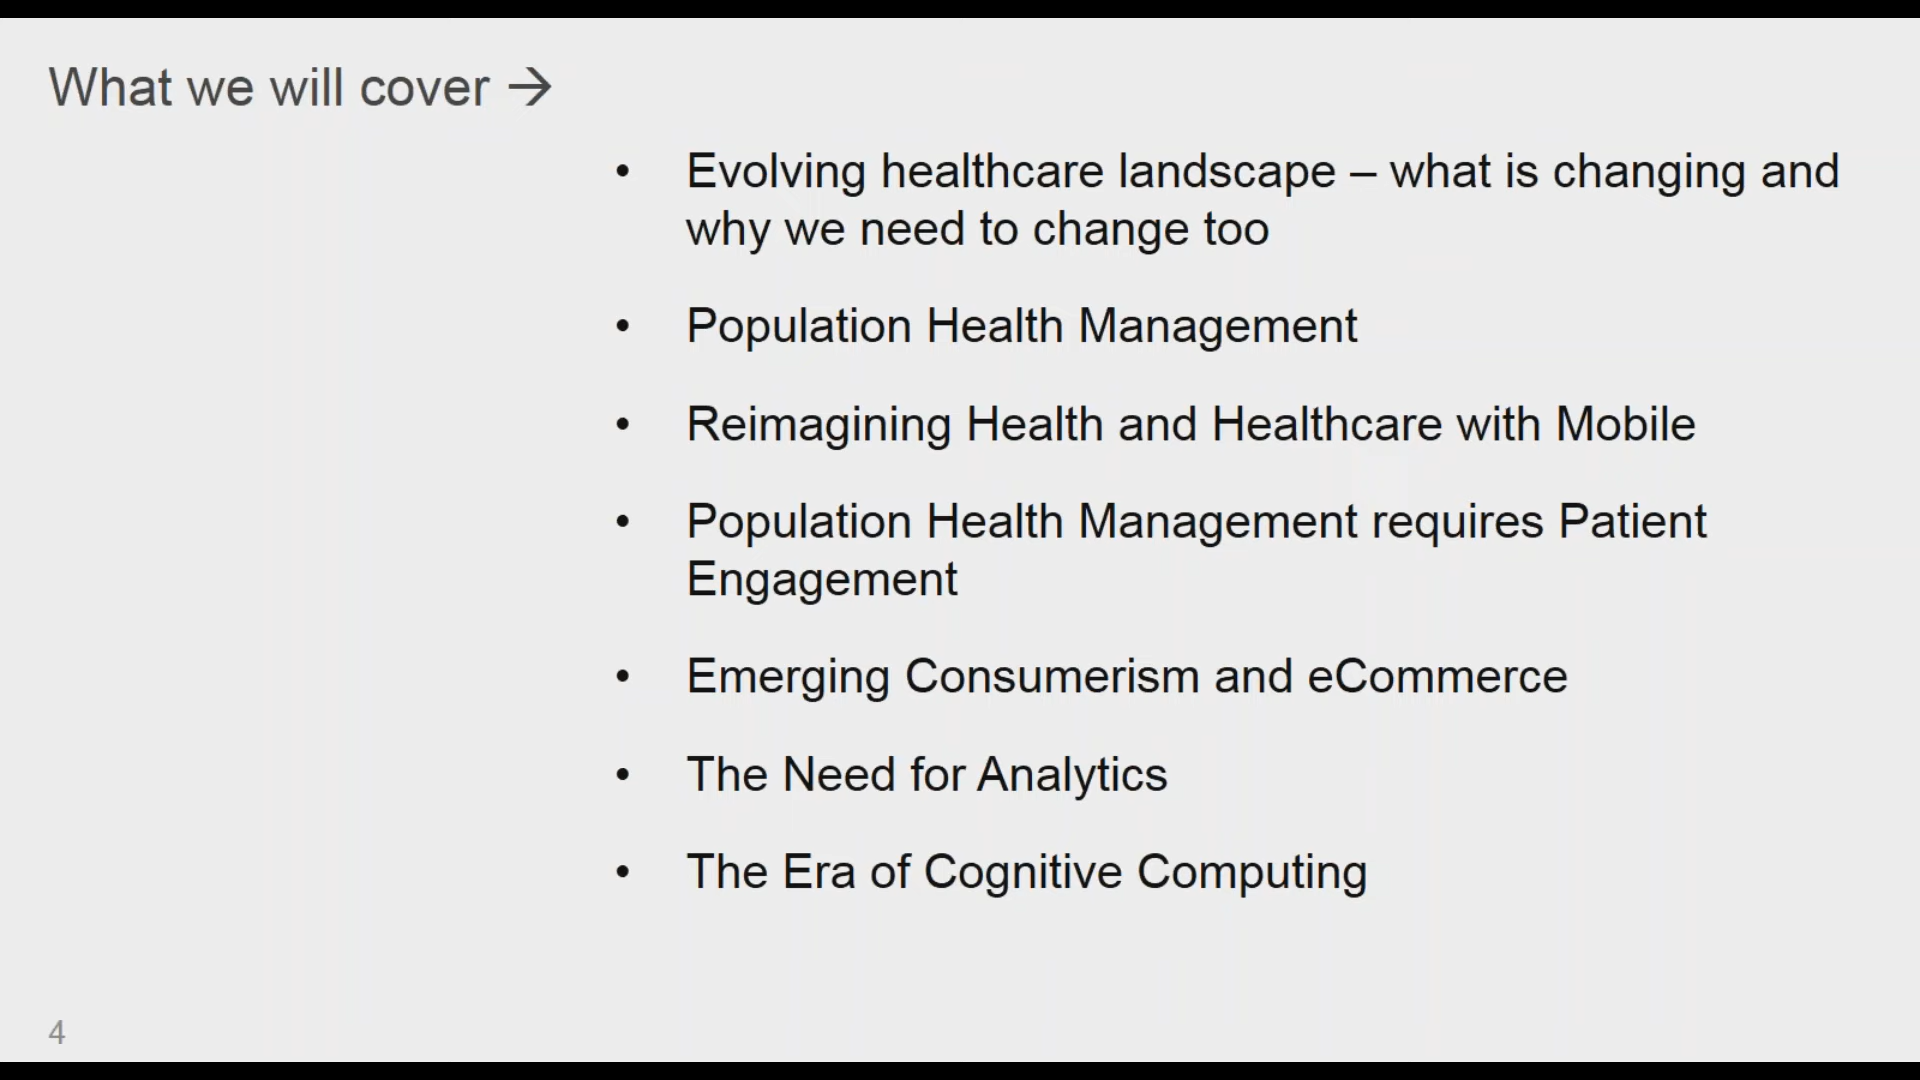 What we will cover →
• Evolving healthcare landscape – what is changing and
why we need to change too
• Population Health Management
• Reimagining Health and Healthcare with Mobile
• Population Health Management requires Patient
Engagement
• Emerging Consumerism and eCommerce
• The Need for Analytics
• The Era of Cognitive Computing
4